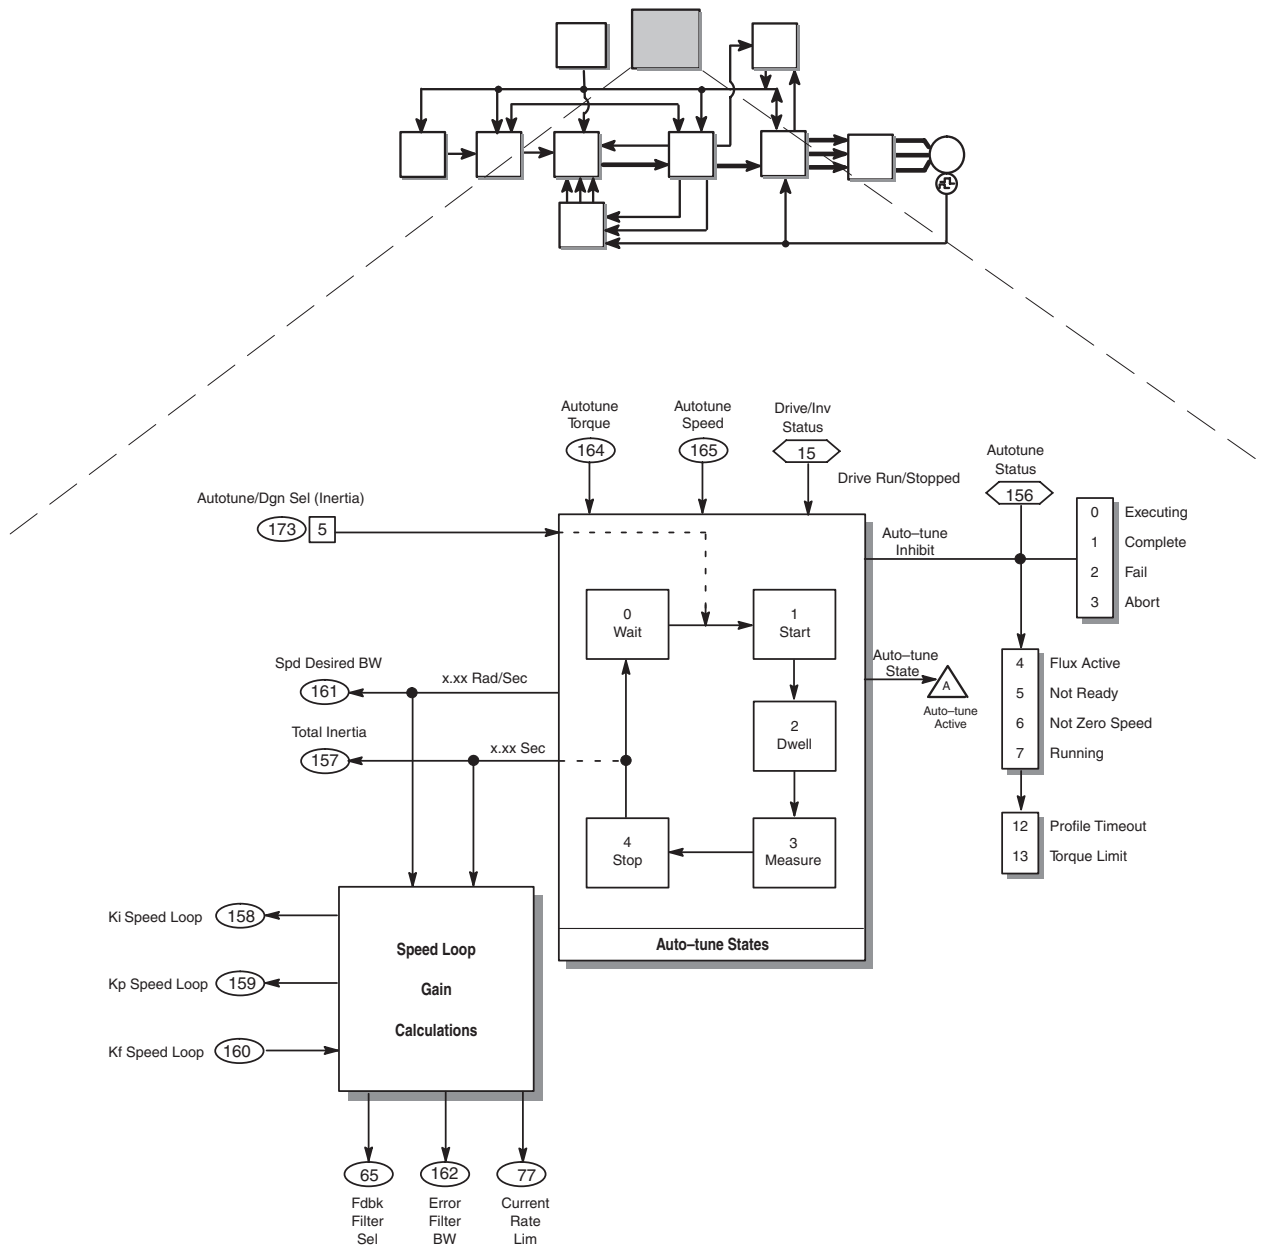 Autotune
Torque
164
Autotune
Speed
165
Drive/Inv
Status
15
Drive Run/Stopped
Autotune
Status
156
Autotune/Dgn Sel (Inertia)
173 5
Auto–tune
Inhibit
0 Executing
1 Complete
2 Fail
3 Abort
0
Wait
1
Start
Spd Desired BW
161
x.xx Rad/Sec
Auto–tune
State
A
Auto–tune
Active
4 Flux Active
5 Not Ready
6 Not Zero Speed
7 Running
2
Dwell
Total Inertia
157
x.xx Sec
4
Stop
3
Measure
12 Profile Timeout
13 Torque Limit
Auto–tune States
Ki Speed Loop 158
Kp Speed Loop 159
Kf Speed Loop 160
Speed Loop
Gain
Calculations
65
Fdbk
Filter
Sel
162
Error
Filter
BW
77
Current
Rate
Lim